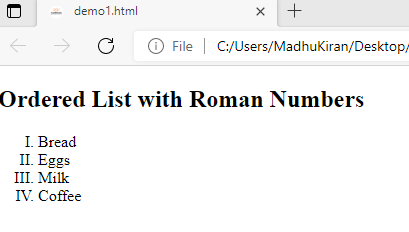 demo1.html
File | C:/Users/MadhuKiran/Desktop/
Ordered List with Roman Numbers
I. Bread
II. Eggs
III. Milk
IV. Coffee